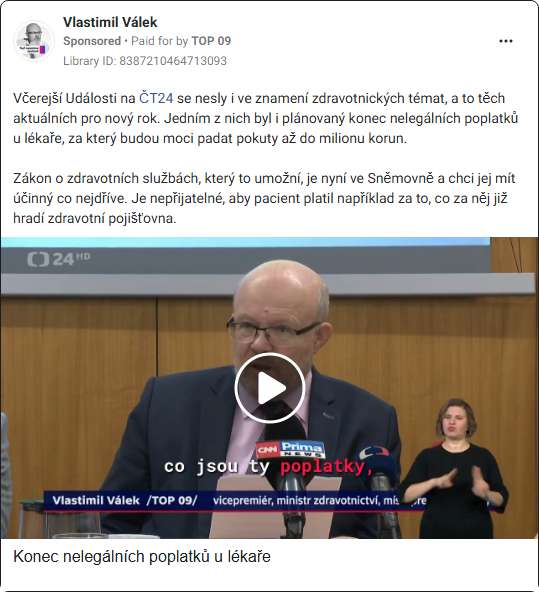 Vlastimil Válek
Sponsored • Paid for by TOP 09
Library ID: 8387210464713093
Včerejší Události na ČT24 se nesly i ve znamení zdravotnických témat, a to těch
aktuálních pro nový rok. Jedním z nich byl i plánovaný konec nelegálních poplatků
u lékaře, za který budou moci padat pokuty až do milionu korun.
Zákon o zdravotních službách, který to umožní, je nyní ve Sněmovně a chci jej mít
účinný co nejdříve. Je nepřijatelné, aby pacient platil například za to, co za něj již
hradí zdravotní pojišťovna.
24 HD
CNN Prima
NEWS
co jsou ty poplatky,
Vlastimil Válek /TOP 09/ vicepremiér, ministr zdravotnictví,
Konec nelegálních poplatků u lékaře